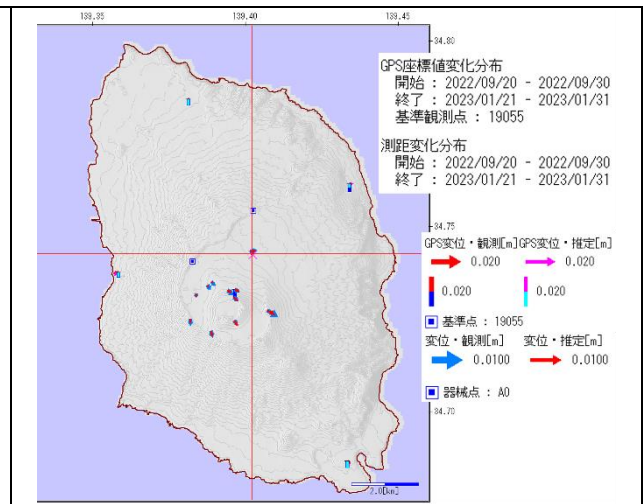 139.35 139.40 139.45
34.80
GPS座標値変化分布
開始 : 2022/09/20 - 2022/09/30
終了 : 2023/01/21 - 2023/01/31
基準観測点 : 19055
測距変化分布
開始 : 2022/09/20 - 2022/09/30
終了 : 2023/01/21 - 2023/01/31
34.75
GPS変位・観測[m] GPS変位・推定[m]
0.020 0.020
0.020 0.020
基準点 : 19055
変位・観測[m] 変位・推定[m]
0.0100 0.0100
器械点 : A0
34.70
2.0[km]